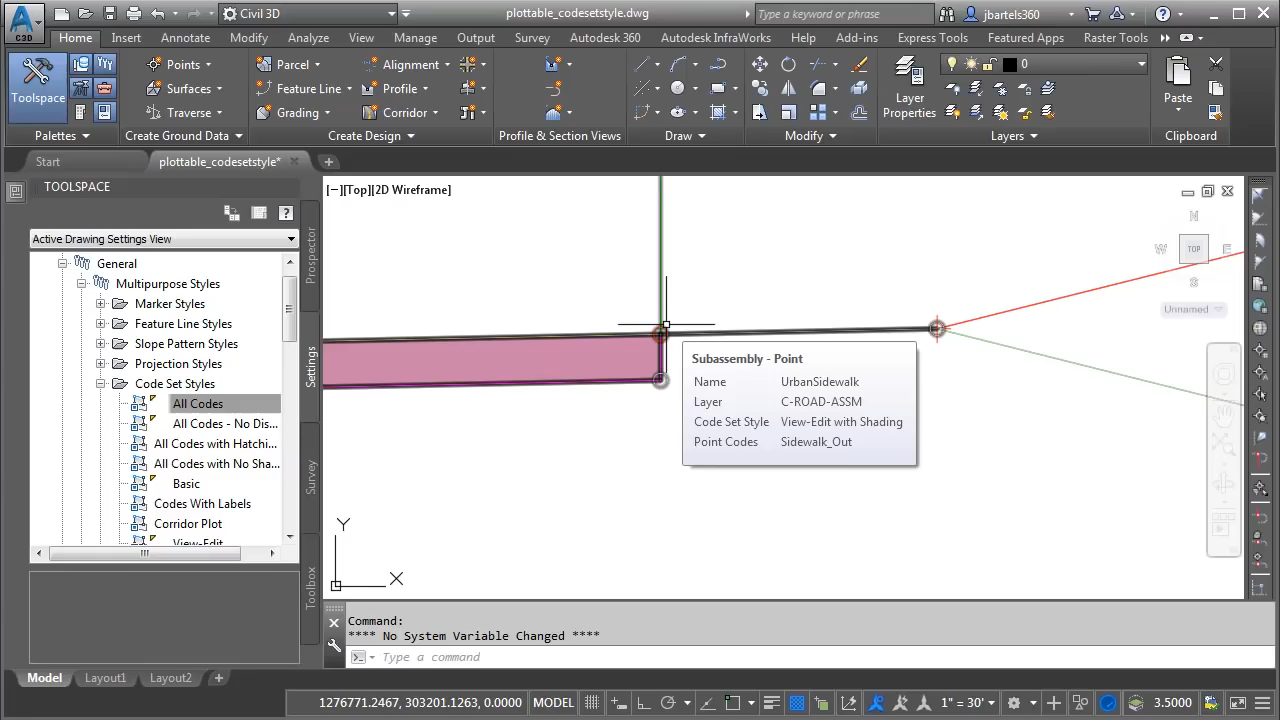 C3D
Civil 3D
plottable_codesetstyle.dwg
Type a keyword or phrase
jbartels360
Home
Insert
Annotate
Modify
Analyze
View
Manage
Output
Survey
Autodesk 360
Autodesk InfraWorks
Help
Add-ins
Express Tools
Featured Apps
Raster Tools
Toolspace
Points
Surfaces
Traverse
Parcel
Feature Line
Grading
Alignment
Profile
Corridor
Layer
Properties
0
Paste
Palettes
Create Ground Data
Create Design
Profile & Section Views
Draw
Modify
Layers
Clipboard
Start
plottable_codesetstyle*
TOOLSPACE
Active Drawing Settings View
General
Multipurpose Styles
Marker Styles
Feature Line Styles
Slope Pattern Styles
Projection Styles
Code Set Styles
All Codes
All Codes - No Dis...
All Codes with Hatchi...
All Codes with No Sha...
Basic
Codes With Labels
Corridor Plot
View-Edit
Prospector
Settings
Survey
Toolbox
[−][Top][2D Wireframe]
N
W
TOP
E
S
Unnamed
Subassembly - Point
Name UrbanSidewalk
Layer C-ROAD-ASSM
Code Set Style View-Edit with Shading
Point Codes Sidewalk_Out
Y
X
Command:
**** No System Variable Changed ****
Type a command
Model
Layout1
Layout2
1276771.2467, 303201.1263, 0.0000
MODEL
1" = 30'
3.5000